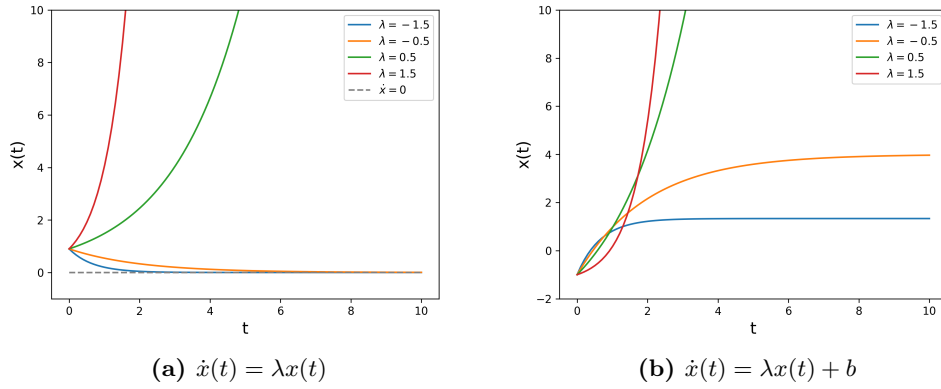 10
8
6
4
2
0
x(t)
0 2 4 6 8 10
t
λ = − 1.5
λ = − 0.5
λ = 0.5
λ = 1.5
ẋ = 0
10
8
6
4
2
0
−2
x(t)
0 2 4 6 8 10
t
λ = − 1.5
λ = − 0.5
λ = 0.5
λ = 1.5
(a) ẋ(t) = λx(t)
(b) ẋ(t) = λx(t) + b